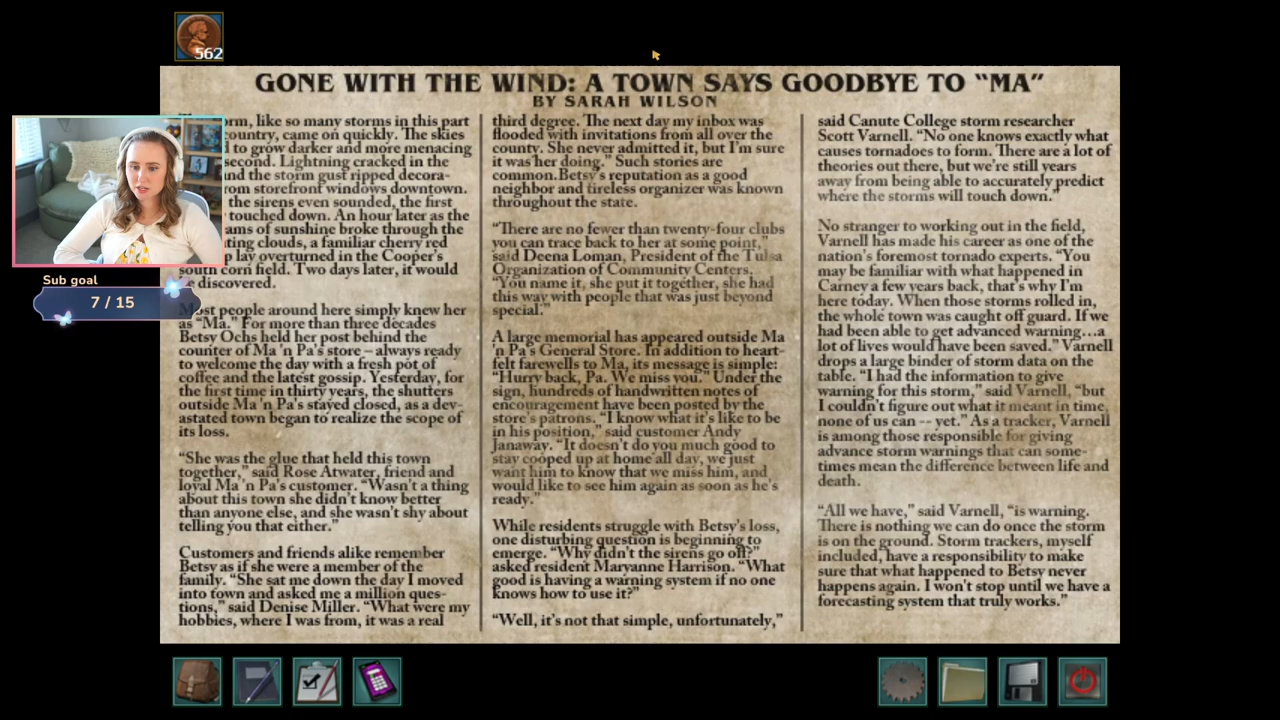 562
GONE WITH THE WIND: A TOWN SAYS GOODBYE TO “MA”
BY SARAH WILSON
orm, like so many storms in this part
country, came on quickly. The skies
to grow darker and more menacing
second. Lightning cracked in the
and the storm gust ripped decora-
rom storefront windows downtown.
the sirens even sounded, the first
touched down. An hour later as the
ams of sunshine broke through the
ting clouds, a familiar cherry red
lay overturned in the Cooper's
south corn field. Two days later, it would
be discovered.
Most people around here simply knew her
as “Ma.” For more than three decades
Betsy Ochs held her post behind the
counter of Ma 'n Pa's store – always ready
to welcome the day with a fresh pot of
coffee and the latest gossip. Yesterday, for
the first time in thirty years, the shutters
outside Ma 'n Pa's stayed closed, as a dev-
astated town began to realize the scope of
its loss.
“She was the glue that held this town
together,” said Rose Atwater, friend and
loyal Ma 'n Pa's customer. “Wasn't a thing
about this town she didn't know better
than anyone else, and she wasn't shy about
telling you that either.”
Customers and friends alike remember
Betsy as if she were a member of the
family. “She sat me down the day I moved
into town and asked me a million ques-
tions,” said Denise Miller. “What were my
hobbies, where I was from, it was a real
third degree. The next day my inbox was
flooded with invitations from all over the
county. She never admitted it, but I'm sure
it was her doing.” Such stories are
common.Betsy's reputation as a good
neighbor and tireless organizer was known
throughout the state.
“There are no fewer than twenty-four clubs
you can trace back to her at some point,”
said Deena Loman, President of the Tulsa
Organization of Community Centers.
“You name it, she put it together, she had
this way with people that was just beyond
special.”
A large memorial has appeared outside Ma
'n Pa's General Store. In addition to heart-
felt farewells to Ma, its message is simple:
“Hurry back, Pa. We miss you.” Under the
sign, hundreds of handwritten notes of
encouragement have been posted by the
store's patrons. “I know what it's like to be
in his position,” said customer Andy
Janaway. “It doesn't do you much good to
stay cooped up at home all day, we just
want him to know that we miss him, and
would like to see him again as soon as he's
ready.”
While residents struggle with Betsy's loss,
one disturbing question is beginning to
emerge. “Why didn't the sirens go off?”
asked resident Maryanne Harrison. “What
good is having a warning system if no one
knows how to use it?”
“Well, it's not that simple, unfortunately,”
said Canute College storm researcher
Scott Varnell. “No one knows exactly what
causes tornadoes to form. There are a lot of
theories out there, but we're still years
away from being able to accurately predict
where the storms will touch down.”
No stranger to working out in the field,
Varnell has made his career as one of the
nation's foremost tornado experts. “You
may be familiar with what happened in
Carney a few years back, that's why I'm
here today. When those storms rolled in,
the whole town was caught off guard. If we
had been able to get advanced warning...a
lot of lives would have been saved.” Varnell
drops a large binder of storm data on the
table. “I had the information to give
warning for this storm,” said Varnell, “but
I couldn't figure out what it meant in time,
none of us can -- yet.” As a tracker, Varnell
is among those responsible for giving
advance storm warnings that can some-
times mean the difference between life and
death.
“All we have,” said Varnell, “is warning.
There is nothing we can do once the storm
is on the ground. Storm trackers, myself
included, have a responsibility to make
sure that what happened to Betsy never
happens again. I won't stop until we have a
forecasting system that truly works.”
Sub goal
7 / 15